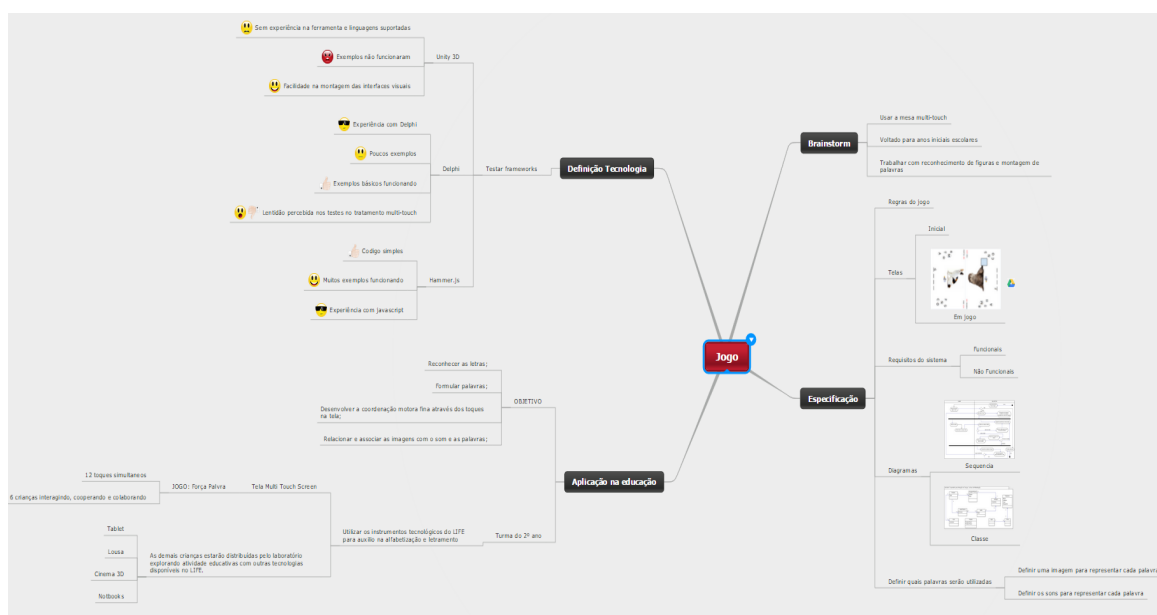 Sem experiência na ferramenta e linguagens suportadas
Exemplos não funcionaram
Facilidade na montagem das interfaces visuais
Unity 3D
Experiência com Delphi
Poucos exemplos
Exemplos básicos funcionando
Lentidão percebida nos testes no tratamento multi-touch
Delphi
Codigo simples
Muitos exemplos funcionando
Experiência com Javascript
Hammer.Js
Testar frameworks
Definição Tecnologia
Brainstorm
Usar a mesa multi-touch
Voltado para anos iniciais escolares
Trabalhar com reconhecimento de figuras e montagem de
palavras
Jogo
Especificação
Regras do Jogo
Telas
Inicial
Em jogo
Requisitos do sistema
Funcionais
Não Funcionais
Diagramas
Sequencia
Classe
Definir quais palavras serão utilizadas
Definir uma imagem para representar cada palavra
Definir os sons para representar cada palavra
Aplicação na educação
OBJETIVO
Reconhecer as letras;
Formular palavras;
Desenvolver a coordenação motora fina através dos toques
na tela;
Relacionar e associar as imagens com o som e as palavras;
Turma do 2º ano
Utilizar os instrumentos tecnológicos do LIFE
para auxilio na alfabetização e letramento
Tela Multi Touch Screen
JOGO: Força Palvra
12 toques simultaneos
6 crianças interagindo, cooperando e colaborando
As demais crianças estarão distribuídas pelo laboratório
explorando atividade educativas com outras tecnologias
disponíveis no LIFE.
Tablet
Lousa
Cinema 3D
Notbooks